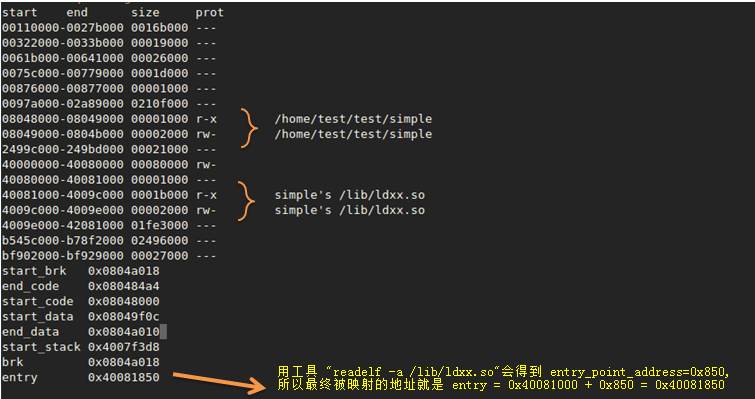 start    end      size     prot
00110000-0027b000 0016b000 ---
00322000-0033b000 00019000 ---
0061b000-00641000 00026000 ---
0075c000-00779000 0001d000 ---
00876000-00877000 00001000 ---
0097a000-02a89000 0210f000 ---
08048000-08049000 00001000 r-x /home/test/test/simple
08049000-0804b000 00002000 rw- /home/test/test/simple
2499c000-249bd000 00021000 ---
40000000-40080000 00080000 rw-
40080000-40081000 00001000 ---
40081000-4009c000 0001b000 r-x simple's /lib/ldxx.so
4009c000-4009e000 00002000 rw- simple's /lib/ldxx.so
4009e000-42081000 01fe3000 ---
b545c000-b78f2000 02496000 ---
bf902000-bf929000 00027000 ---
start_brk   0x0804a018
end_code    0x080484a4
start_code  0x08048000
start_data  0x08049f0c
end_data    0x0804a010
start_stack 0x4007f3d8
brk         0x0804a018
entry       0x40081850
用工具 "readelf -a /lib/ldxx.so"会得到 entry_point_address=0x850,
所以最终被映射的地址就是 entry = 0x40081000 + 0x850 = 0x40081850